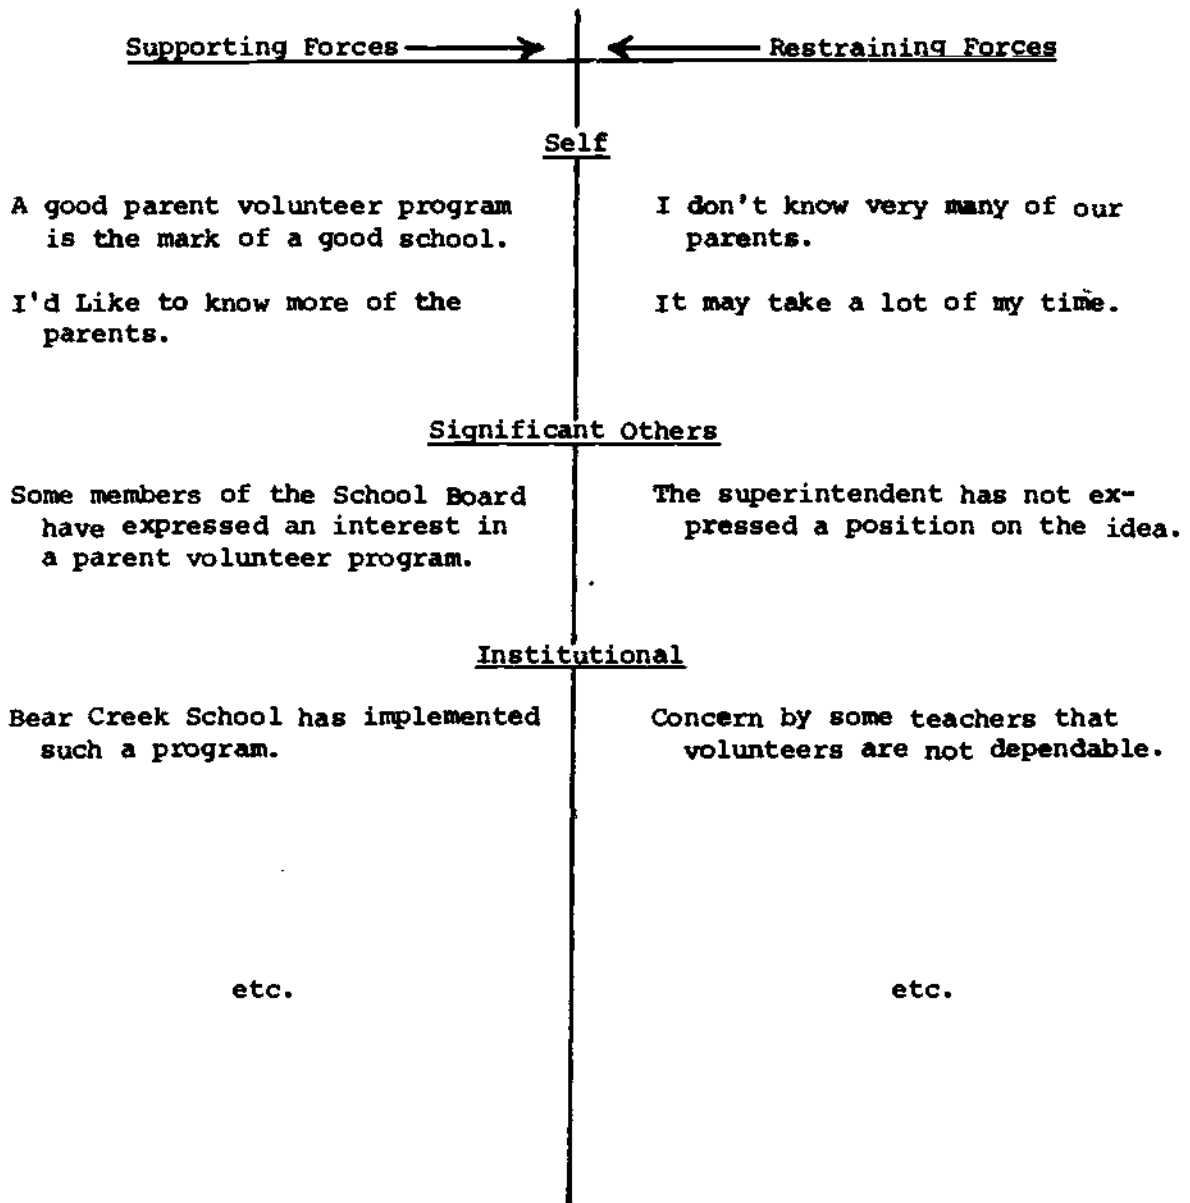 Supporting Forces
Restraining Forces
Self
A good parent volunteer program
is the mark of a good school.
I'd Like to know more of the
parents.
I don't know very many of our
parents.
It may take a lot of my time.
Significant Others
Some members of the School Board
have expressed an interest in
a parent volunteer program.
The superintendent has not ex-
pressed a position on the idea.
Institutional
Bear Creek School has implemented
such a program.
Concern by some teachers that
volunteers are not dependable.
etc.
etc.